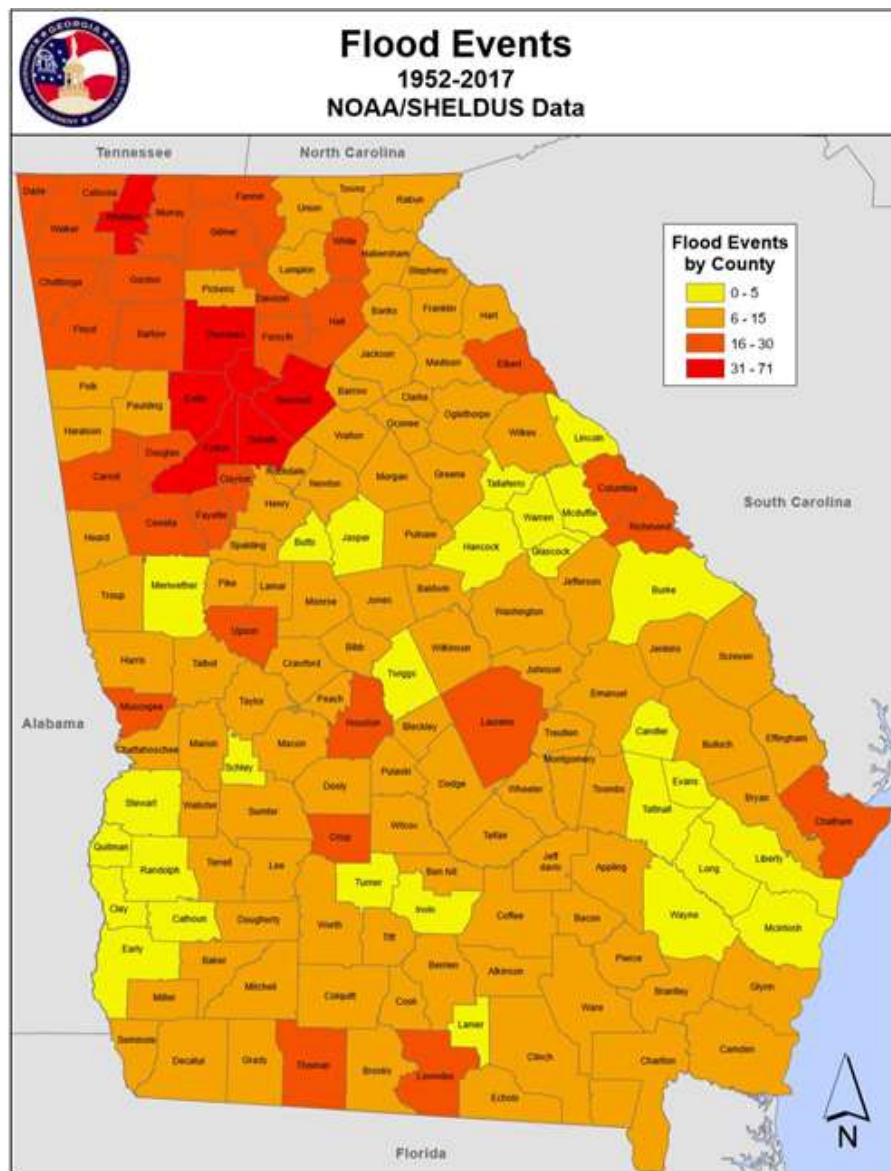 Flood Events
1952-2017
NOAA/SHELDUS Data
GEORGIA
Tennessee
North Carolina
Flood Events
by County
0 - 5
6 - 15
16 - 30
31 - 71
South Carolina
Alabama
Florida
N
Dade
Walker
Murray
Fannin
Gilmer
Union
Towns
Rabun
White
Habersham
Lumpkin
Stephens
Gordon
Pickens
Dawson
Floyd
Bartow
Forsyth
Hall
Banks
Franklin
Hart
Jackson
Madison
Elbert
Polk
Paulding
Haralson
Cobb
Barrow
Clarke
Oconee
Oglethorpe
Wilkes
Lincoln
Walton
Douglas
Fulton
Carroll
Clayton
Rockdale
Newton
Morgan
Greene
Taliaferro
Columbia
Mcduffie
Warren
Richmond
Henry
Fayette
Coweta
Heard
Spalding
Butts
Jasper
Putnam
Hancock
Glascock
Jefferson
Burke
Troup
Meriwether
Pike
Lamar
Monroe
Jones
Baldwin
Washington
Upson
Harris
Talbot
Crawford
Bibb
Twiggs
Wilkinson
Johnson
Jenkins
Screven
Emanuel
Muscogee
Taylor
Peach
Houston
Bleckley
Laurens
Treutlen
Candler
Bulloch
Effingham
Chattahoochee
Marion
Schley
Macon
Dooly
Pulaski
Dodge
Wheeler
Montgomery
Toombs
Evans
Tattnall
Bryan
Chatham
Stewart
Webster
Sumter
Crisp
Wilcox
Telfair
Jeff
davis
Appling
Long
Liberty
Quitman
Randolph
Terrell
Lee
Turner
Ben hill
Irwin
Coffee
Bacon
Wayne
Mcintosh
Clay
Calhoun
Dougherty
Worth
Tift
Early
Baker
Mitchell
Colquitt
Cook
Berrien
Atkinson
Pierce
Ware
Brantley
Glynn
Miller
Seminole
Decatur
Grady
Thomas
Brooks
Lowndes
Lanier
Clinch
Echols
Charlton
Camden